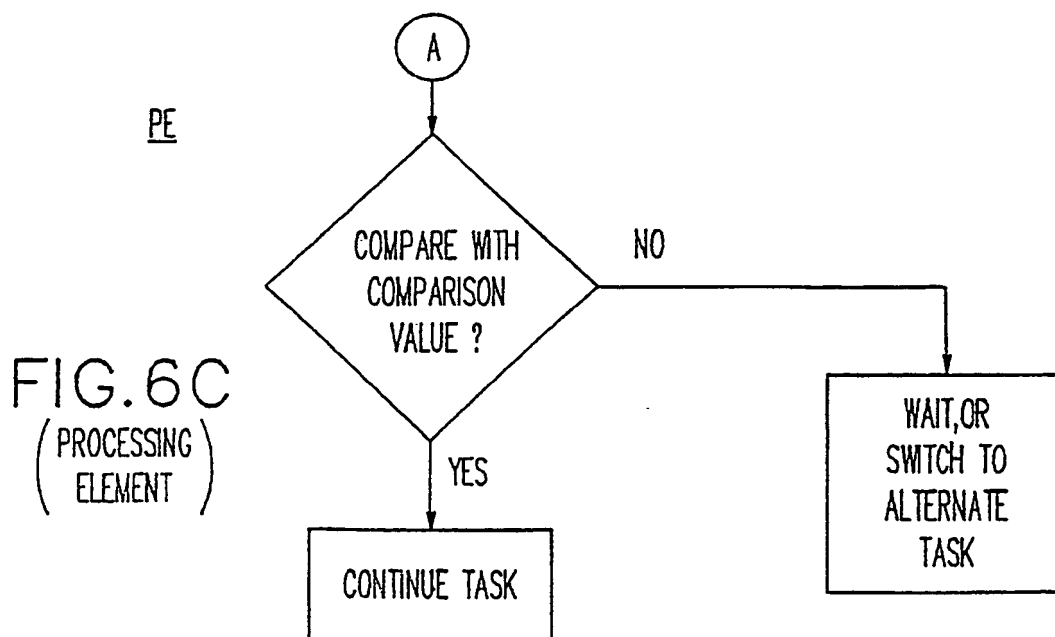 A
PE
COMPARE WITH
COMPARISON
VALUE ?
NO
YES
FIG.6C
(PROCESSING
ELEMENT)
WAIT,OR
SWITCH TO
ALTERNATE
TASK
CONTINUE TASK